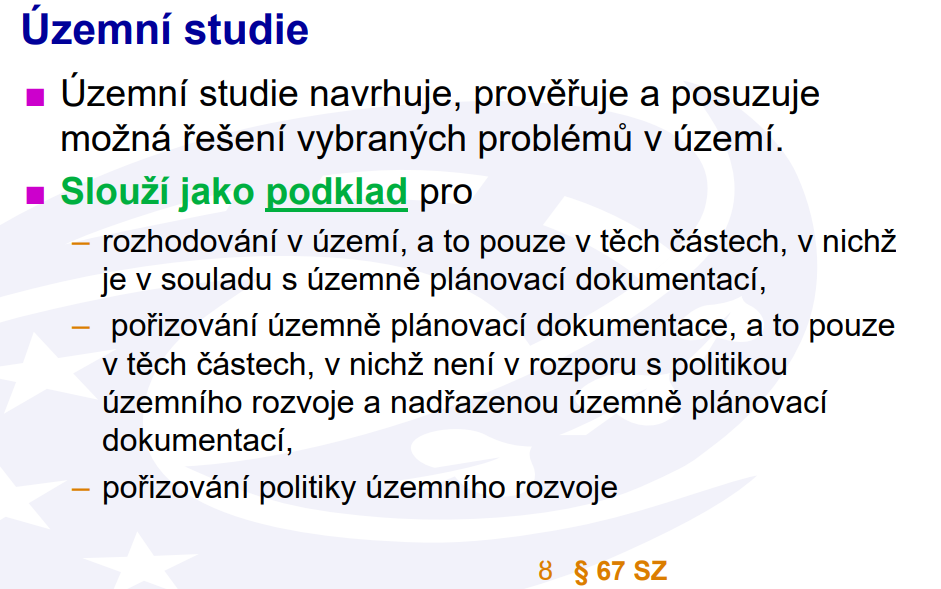 Územní studie
■ Územní studie navrhuje, prověřuje a posuzuje
možná řešení vybraných problémů v území.
■ Slouží jako podklad pro
– rozhodování v území, a to pouze v těch částech, v nichž
je v souladu s územně plánovací dokumentací,
– pořizování územně plánovací dokumentace, a to pouze
v těch částech, v nichž není v rozporu s politikou
územního rozvoje a nadřazenou územně plánovací
dokumentací,
– pořizování politiky územního rozvoje
8 § 67 SZ